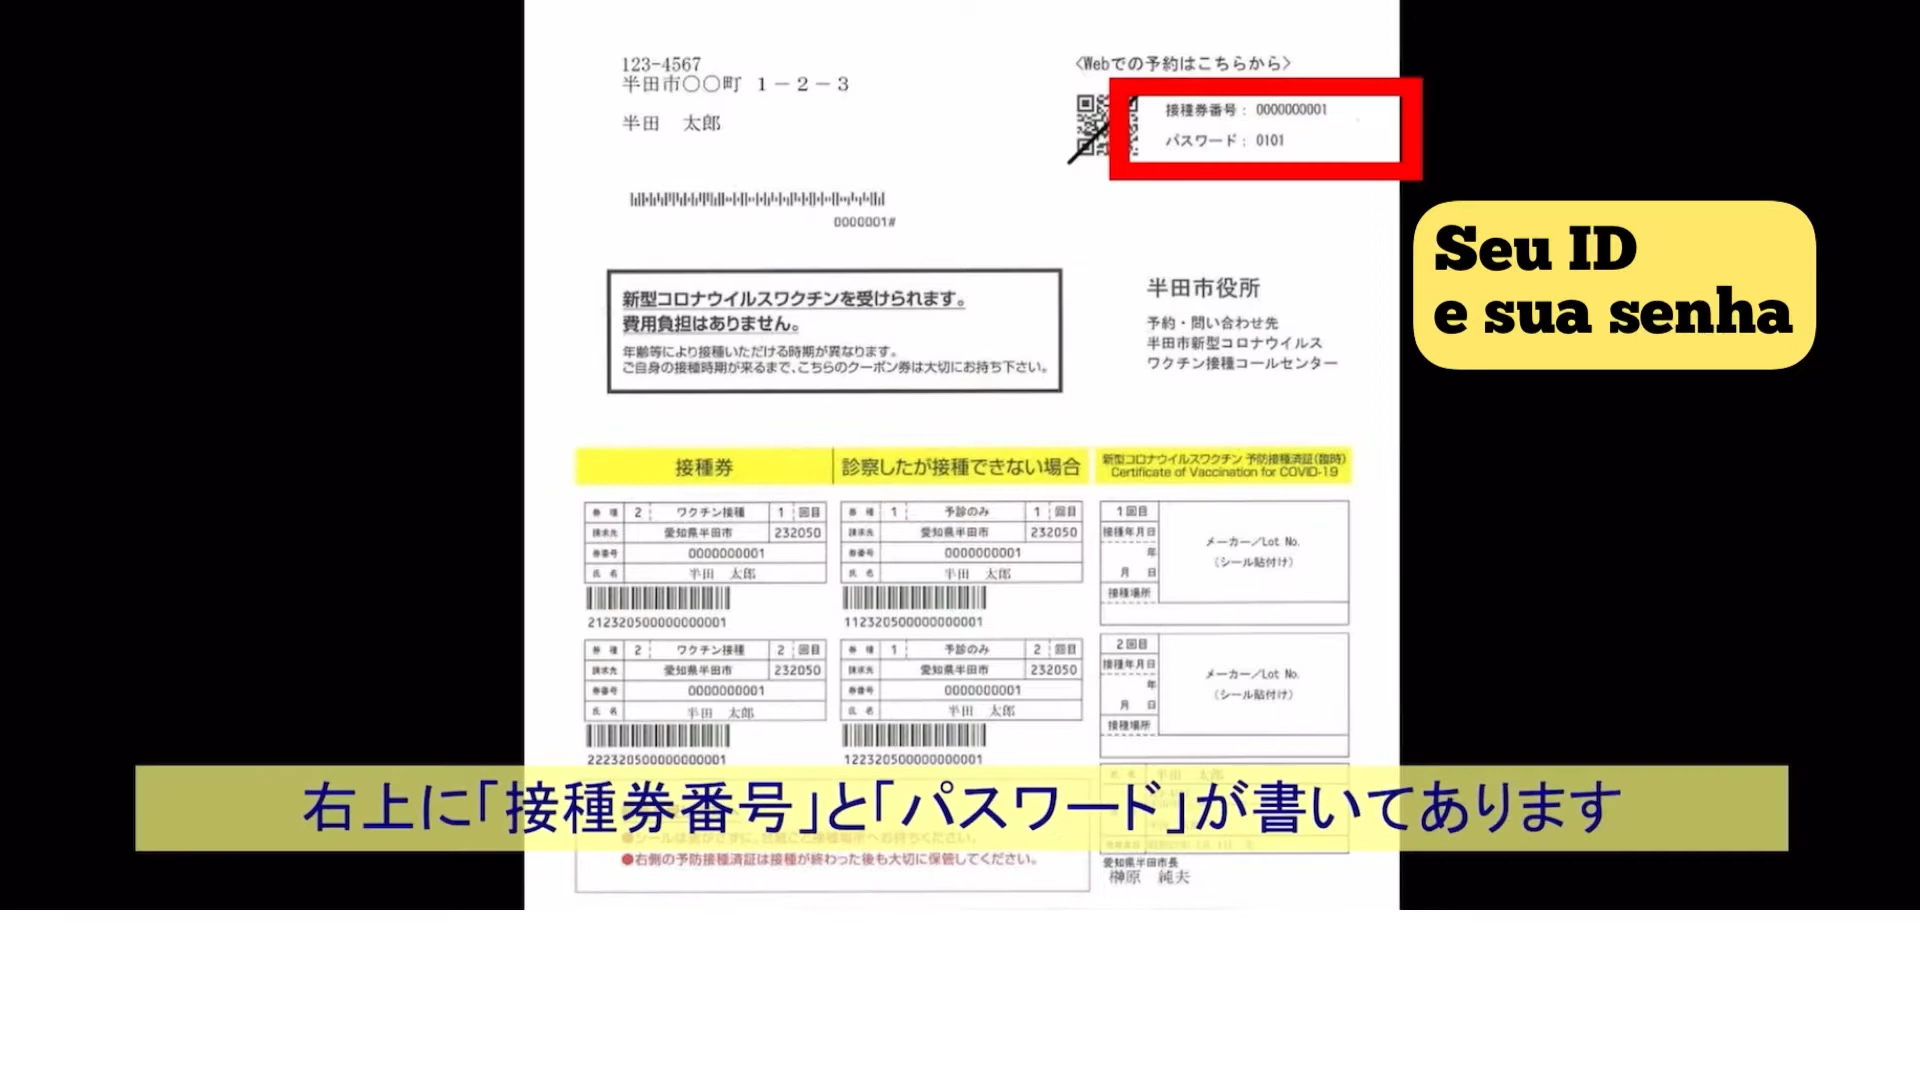 123-4567
半田市〇〇町 1-2-3
半田 太郎
<Webでの予約はこちらから>
接種券番号: 0000000001
パスワード: 0101
0000001#
Seu ID
e sua senha
新型コロナウイルスワクチンを受けられます。
費用負担はありません。
年齢等により接種いただける時期が異なります。
ご自身の接種時期が来るまで、こちらのクーポン券は大切にお持ち下さい。
半田市役所
予約・問い合わせ先
半田市新型コロナウイルス
ワクチン接種コールセンター
接種券
診察したが接種できない場合
新型コロナウイルスワクチン 予防接種済証(臨時)
Certificate of Vaccination for COVID-19
券種 2 ワクチン接種 1 回目
請求先 愛知県半田市 232050
券番号 0000000001
氏名 半田 太郎
212320500000000001
券種 1 予診のみ 1 回目
請求先 愛知県半田市 232050
券番号 0000000001
氏名 半田 太郎
112320500000000001
1回目
接種年月日
年
月 日
接種場所
メーカー/Lot No.
(シール貼付け)
券種 2 ワクチン接種 2 回目
請求先 愛知県半田市 232050
券番号 0000000001
氏名 半田 太郎
222320500000000001
券種 1 予診のみ 2 回目
請求先 愛知県半田市 232050
券番号 0000000001
氏名 半田 太郎
122320500000000001
2回目
接種年月日
年
月 日
接種場所
メーカー/Lot No.
(シール貼付け)
右上に「接種券番号」と「パスワード」が書いてあります
氏名 半田 太郎
●右側の予防接種済証は接種が終わった後も大切に保管してください。
愛知県半田市長
榊原 純夫